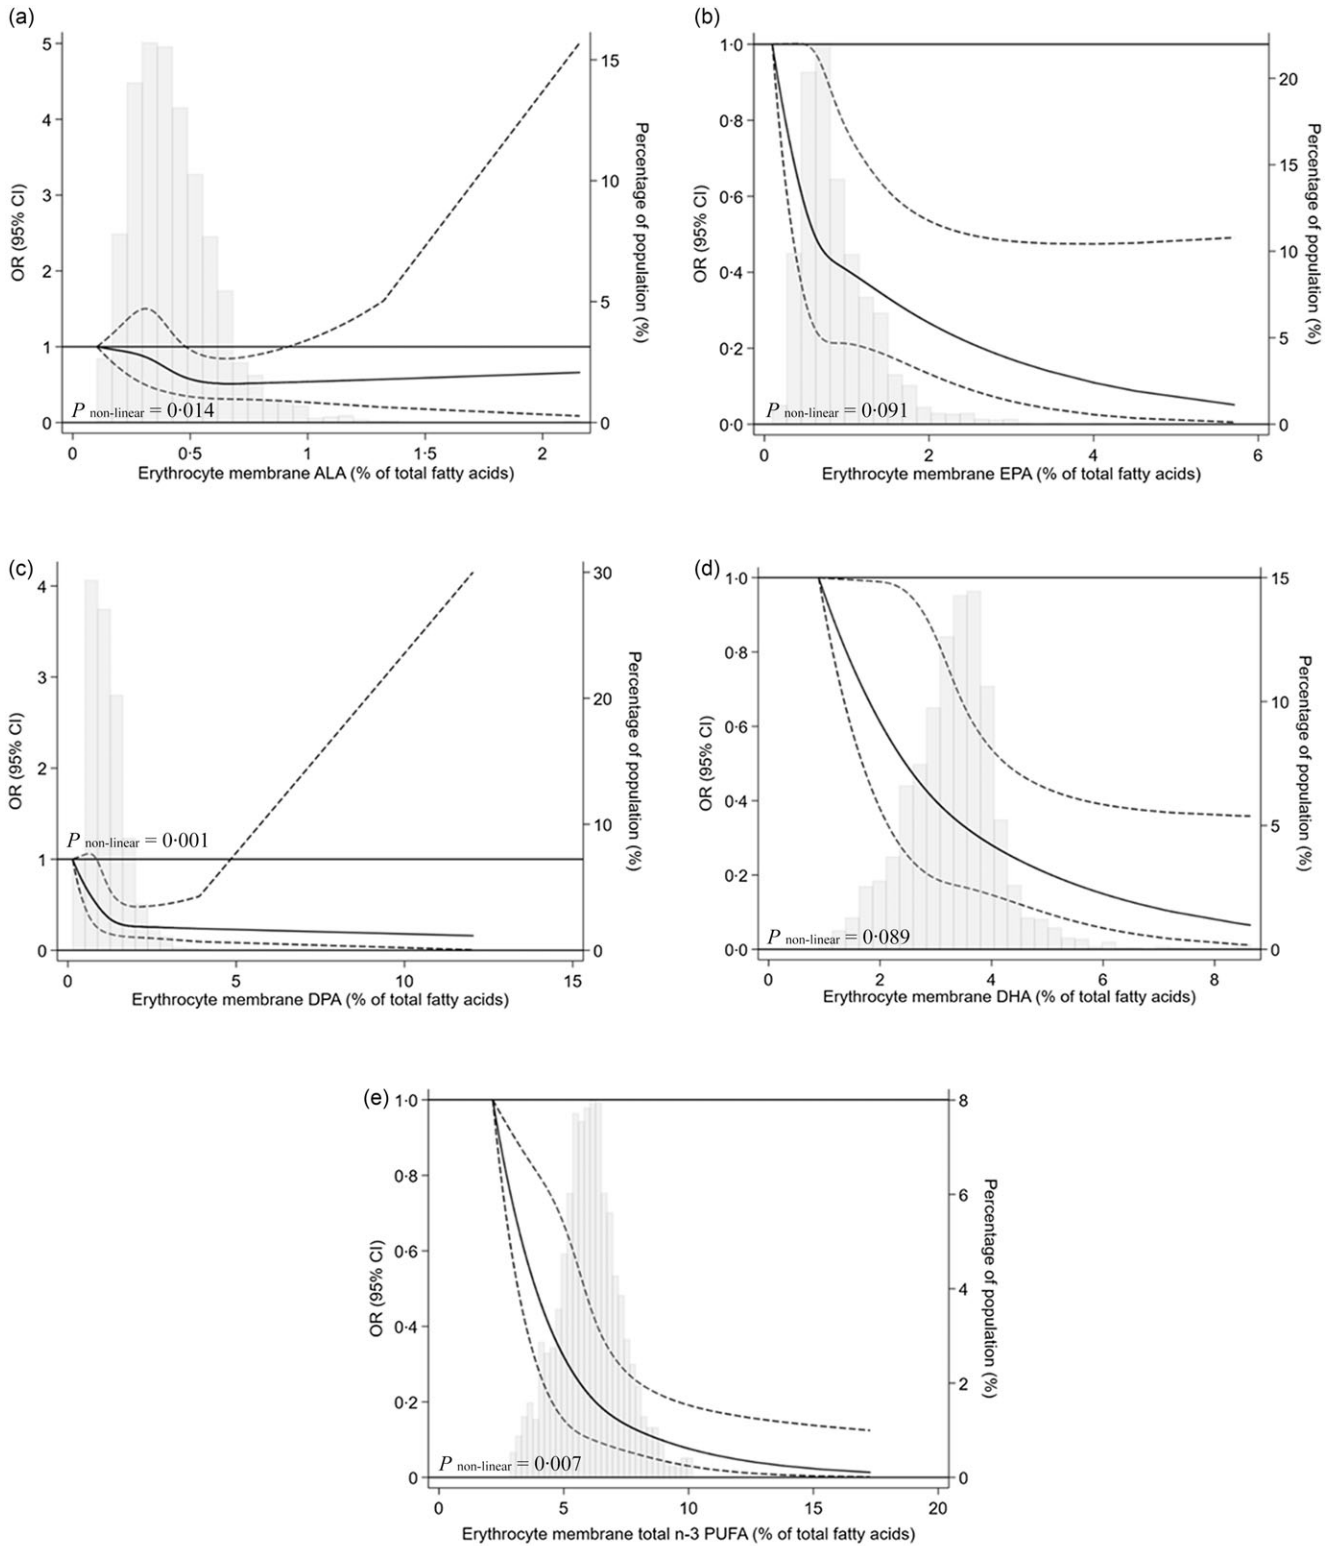 (a)
5
4
3
2
1
0
OR (95% CI)
15
10
5
0
Percentage of population (%)
P non-linear = 0·014
0
0·5
1
1·5
2
Erythrocyte membrane ALA (% of total fatty acids)
(b)
1·0
0·8
0·6
0·4
0·2
0·0
OR (95% CI)
20
15
10
5
0
Percentage of population (%)
P non-linear = 0·091
0
2
4
6
Erythrocyte membrane EPA (% of total fatty acids)
(c)
4
3
2
1
0
OR (95% CI)
30
20
10
0
Percentage of population (%)
P non-linear = 0·001
0
5
10
15
Erythrocyte membrane DPA (% of total fatty acids)
(d)
1·0
0·8
0·6
0·4
0·2
0·0
OR (95% CI)
15
10
5
0
Percentage of population (%)
P non-linear = 0·089
0
2
4
6
8
Erythrocyte membrane DHA (% of total fatty acids)
(e)
1·0
0·8
0·6
0·4
0·2
0
OR (95% CI)
8
6
4
2
0
Percentage of population (%)
P non-linear = 0·007
0
5
10
15
20
Erythrocyte membrane total n-3 PUFA (% of total fatty acids)